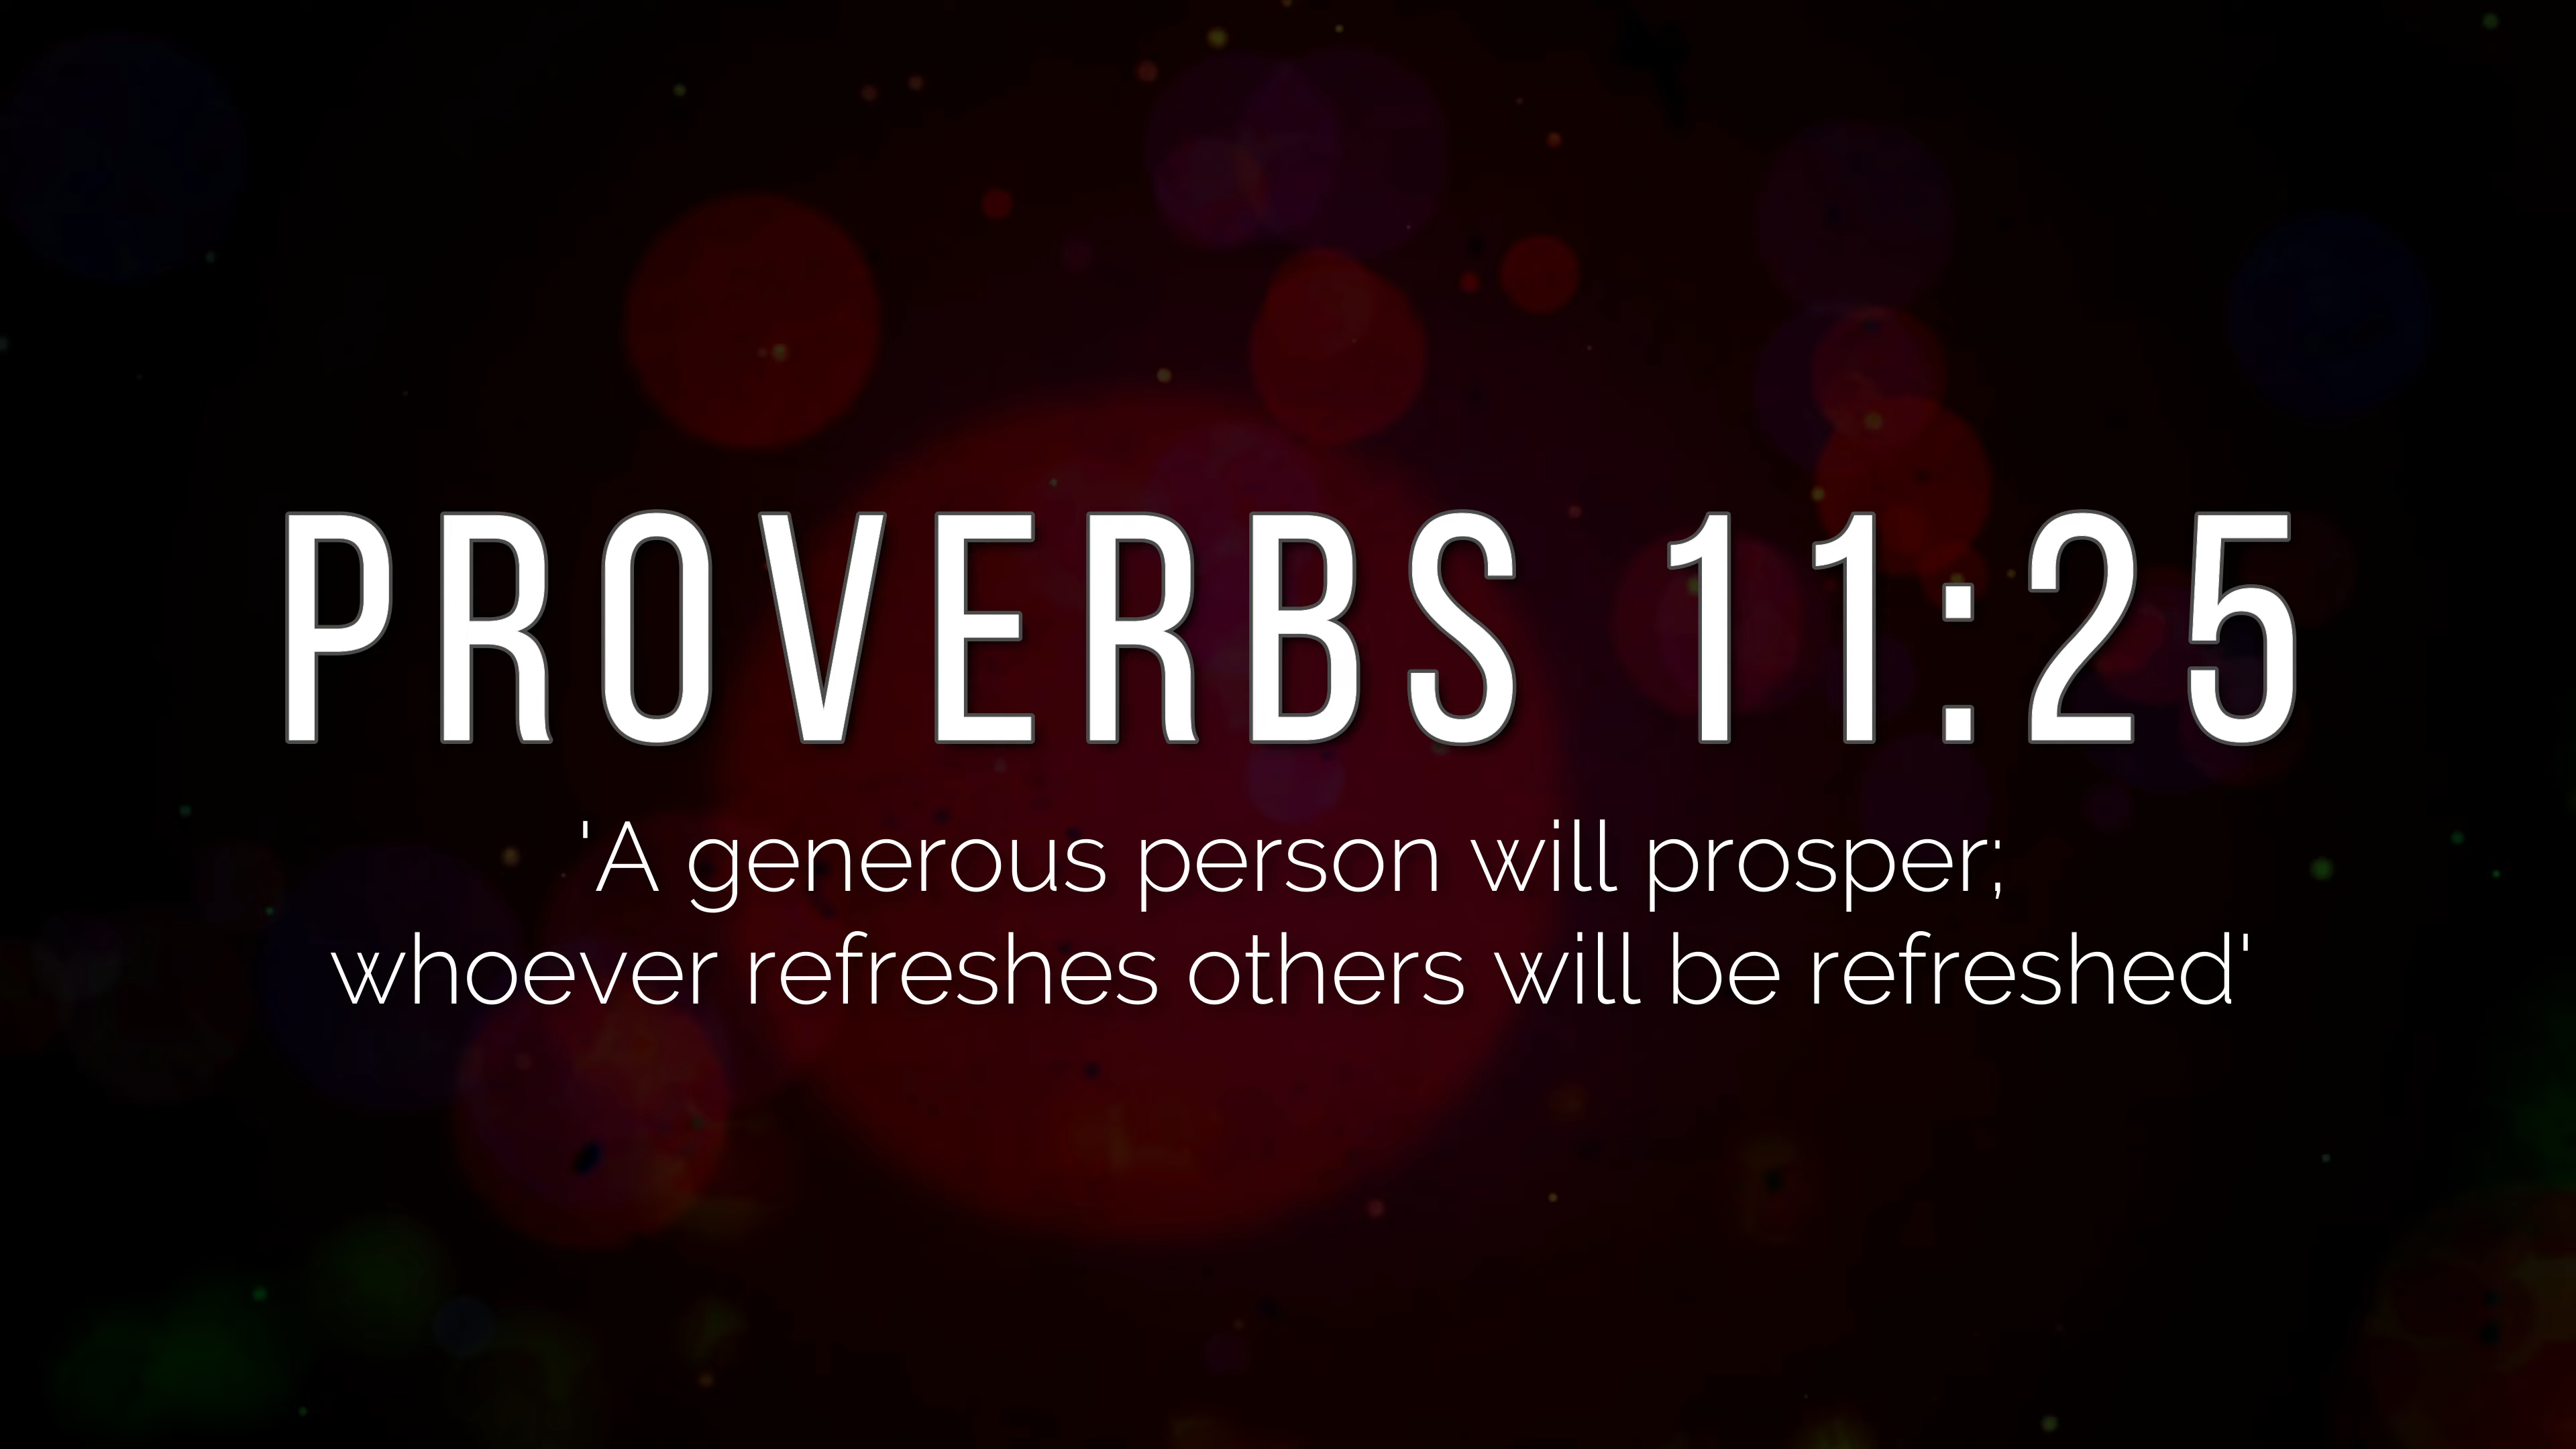 PROVERBS 11:25
'A generous person will prosper;
whoever refreshes others will be refreshed'